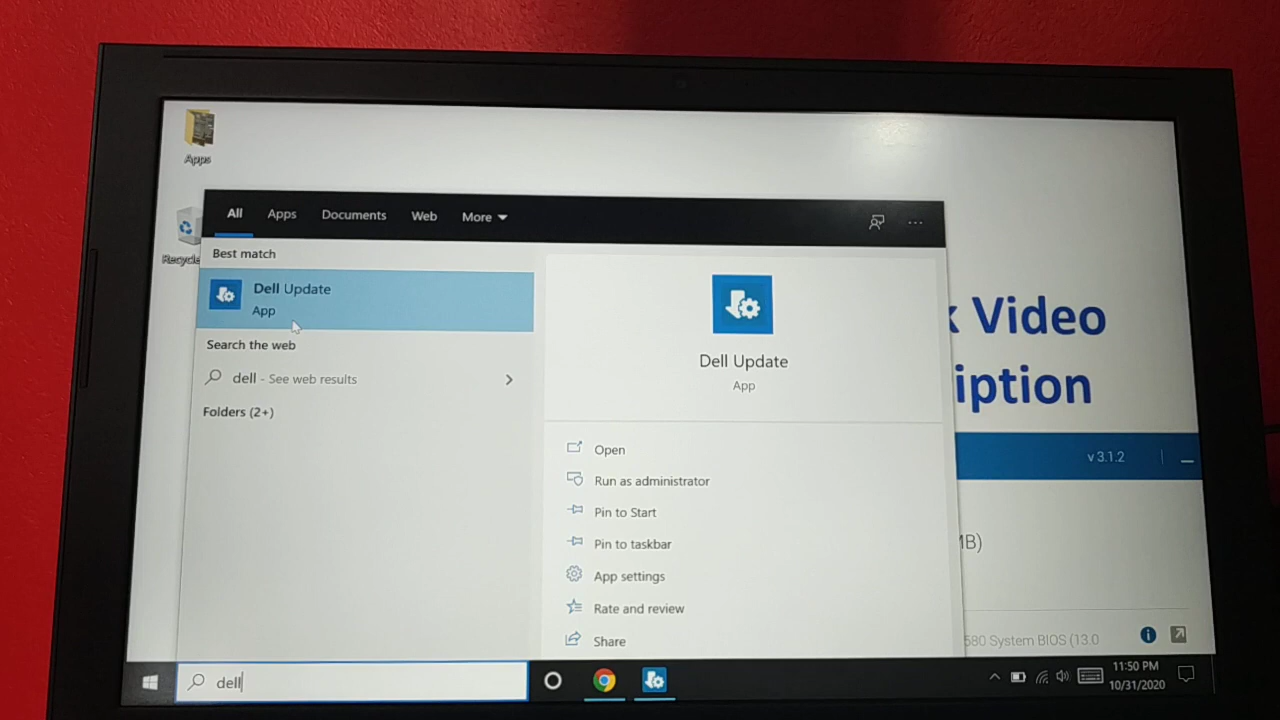 Apps
All Apps Documents Web More
Best match
Dell Update
App
Search the web
dell - See web results
Folders (2+)
Dell Update
App
Open
Run as administrator
Pin to Start
Pin to taskbar
App settings
Rate and review
Share
Video
iption
v 3.1.2
MB)
580 System BIOS (13.0
dell
11:50 PM
10/31/2020